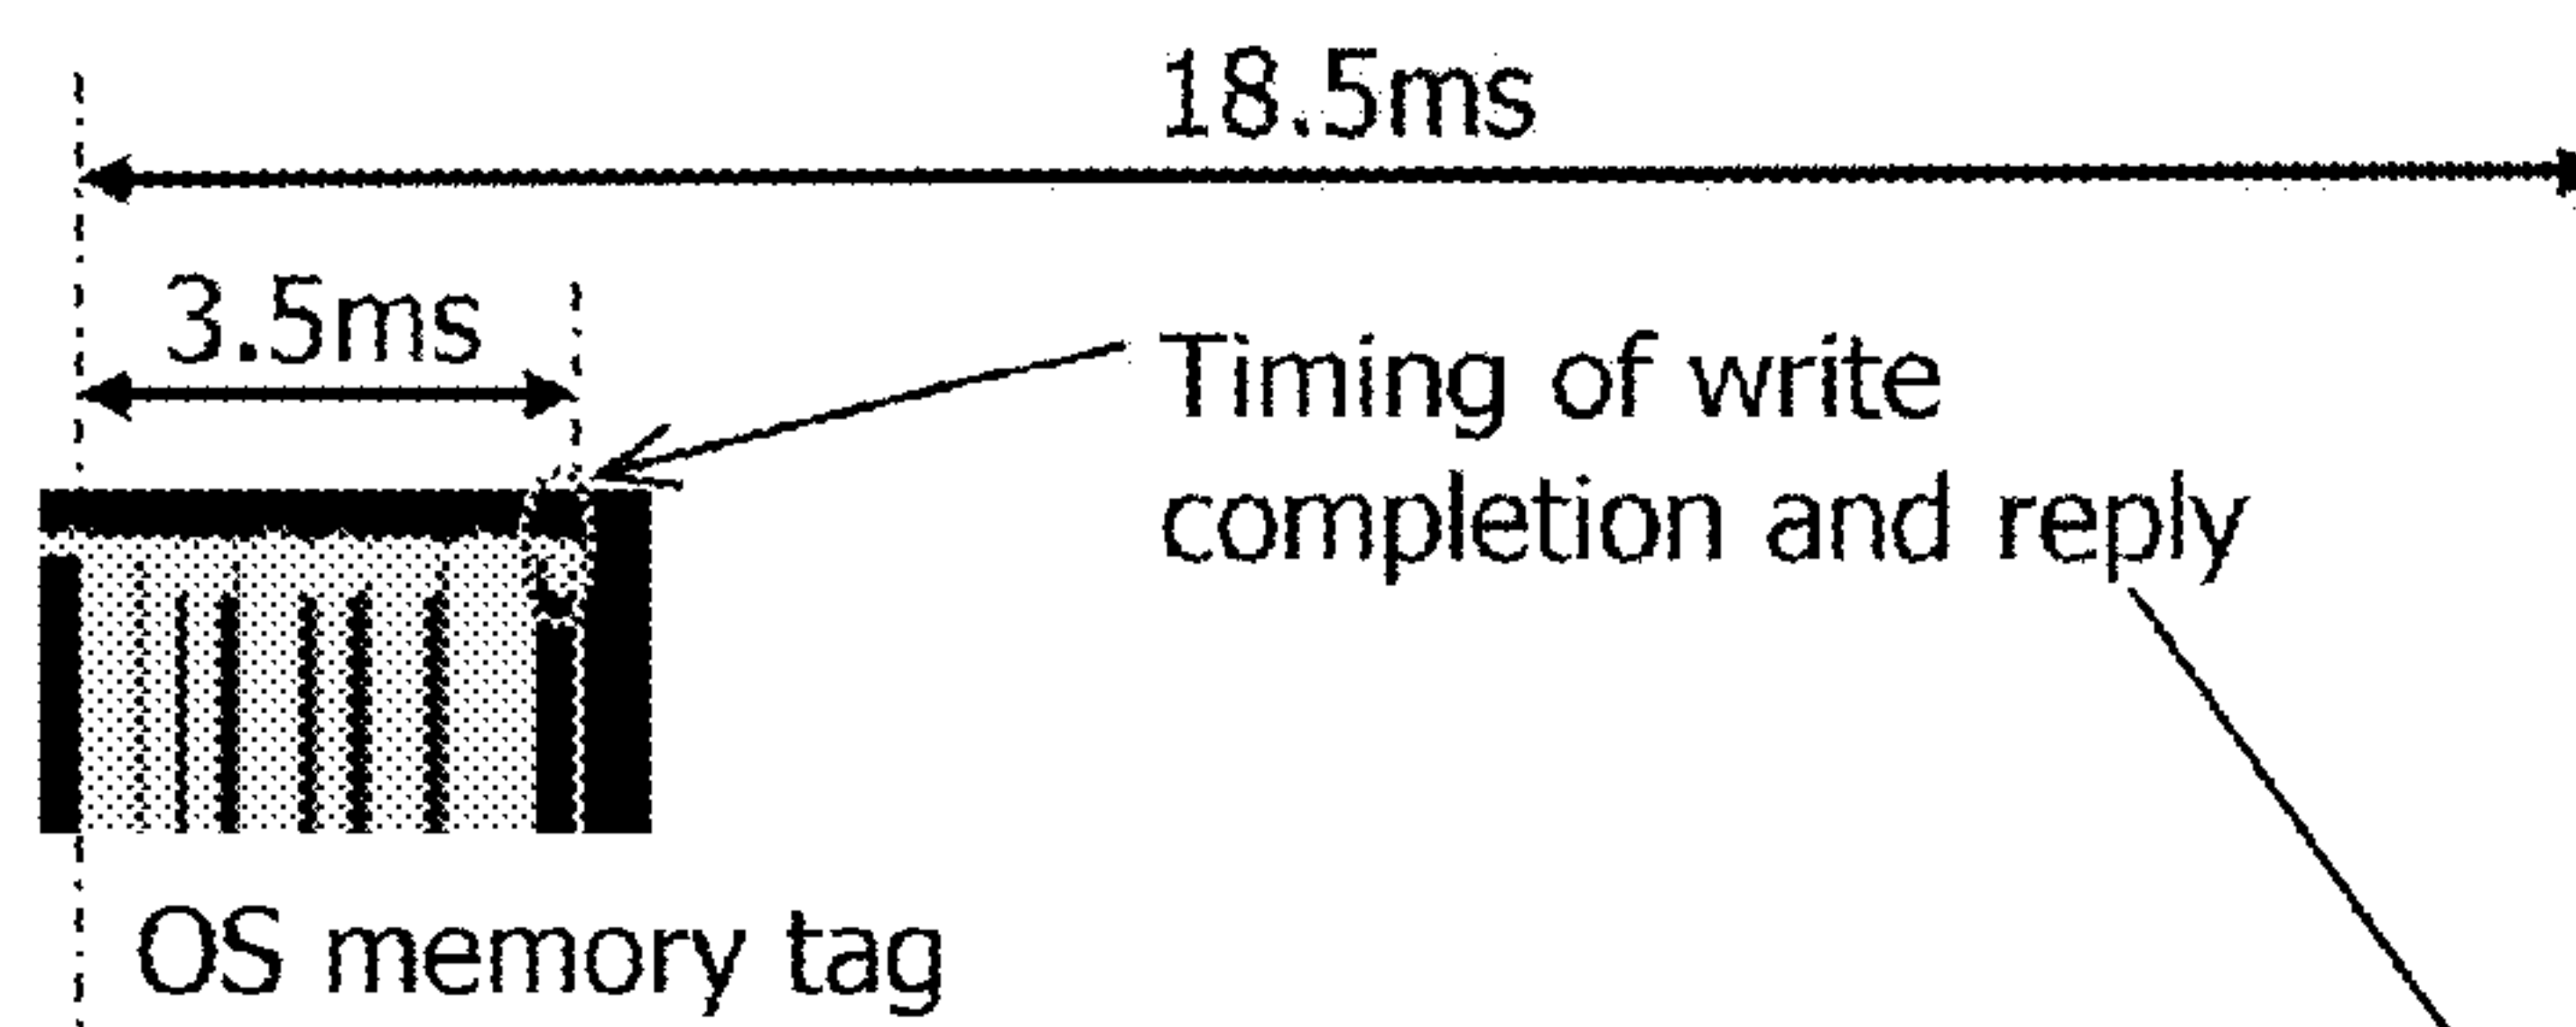 18.5ms
3.5ms
Timing of write
completion and reply
OS memory tag